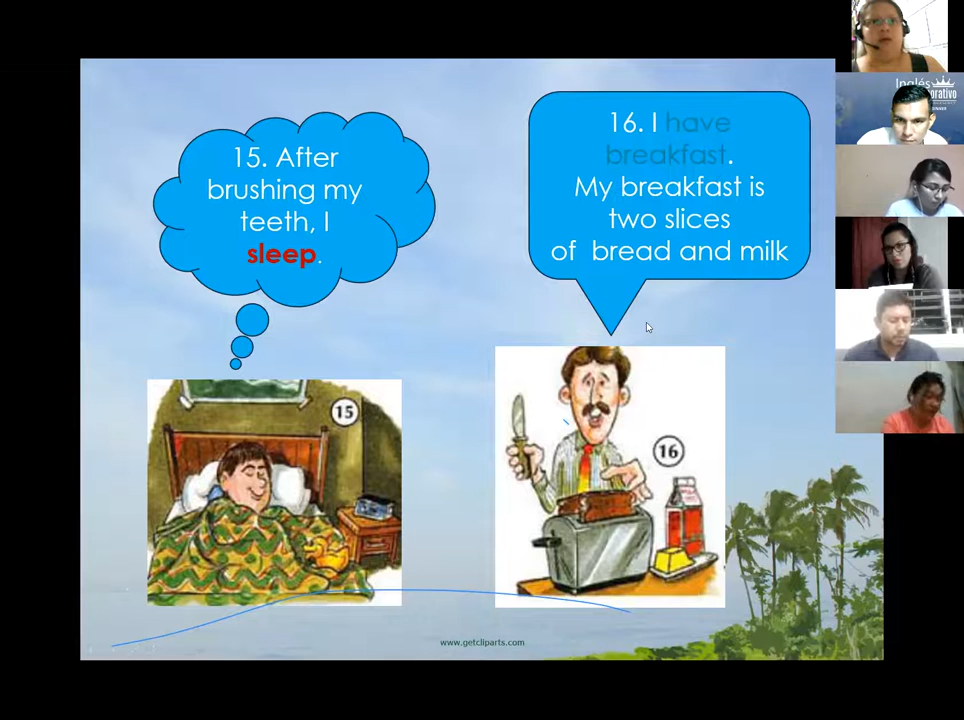 15. After
brushing my
teeth, I
sleep.
16. I have
breakfast.
My breakfast is
two slices
of bread and milk
15
16
www.getcliparts.com
Inglés